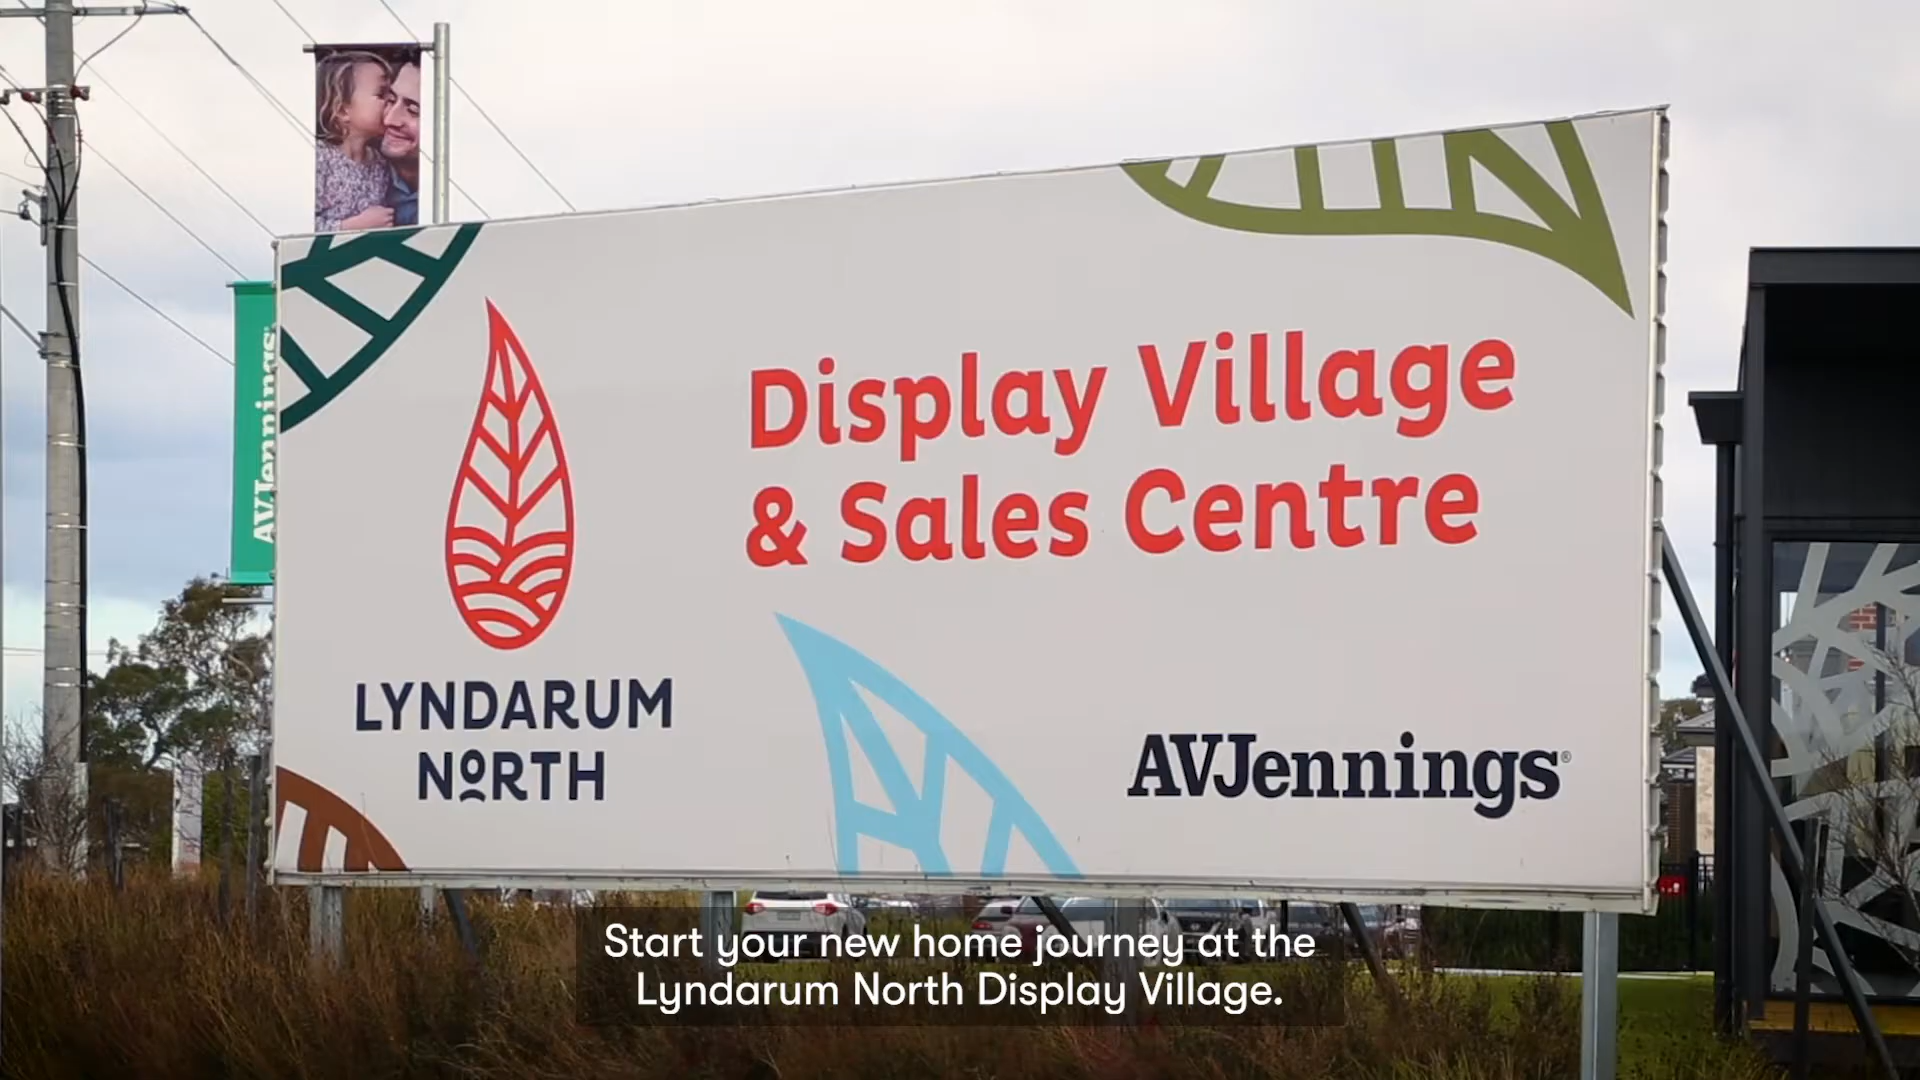 AVJennings
Display Village
& Sales Centre
LYNDARUM
NORTH
AVJennings®
Start your new home journey at the
Lyndarum North Display Village.